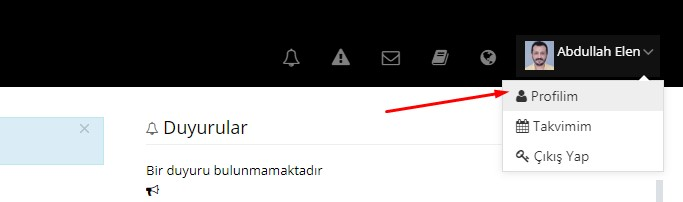 Abdullah Elen
Profilim
Takvimim
Çıkış Yap
Duyurular
Bir duyuru bulunmamaktadır